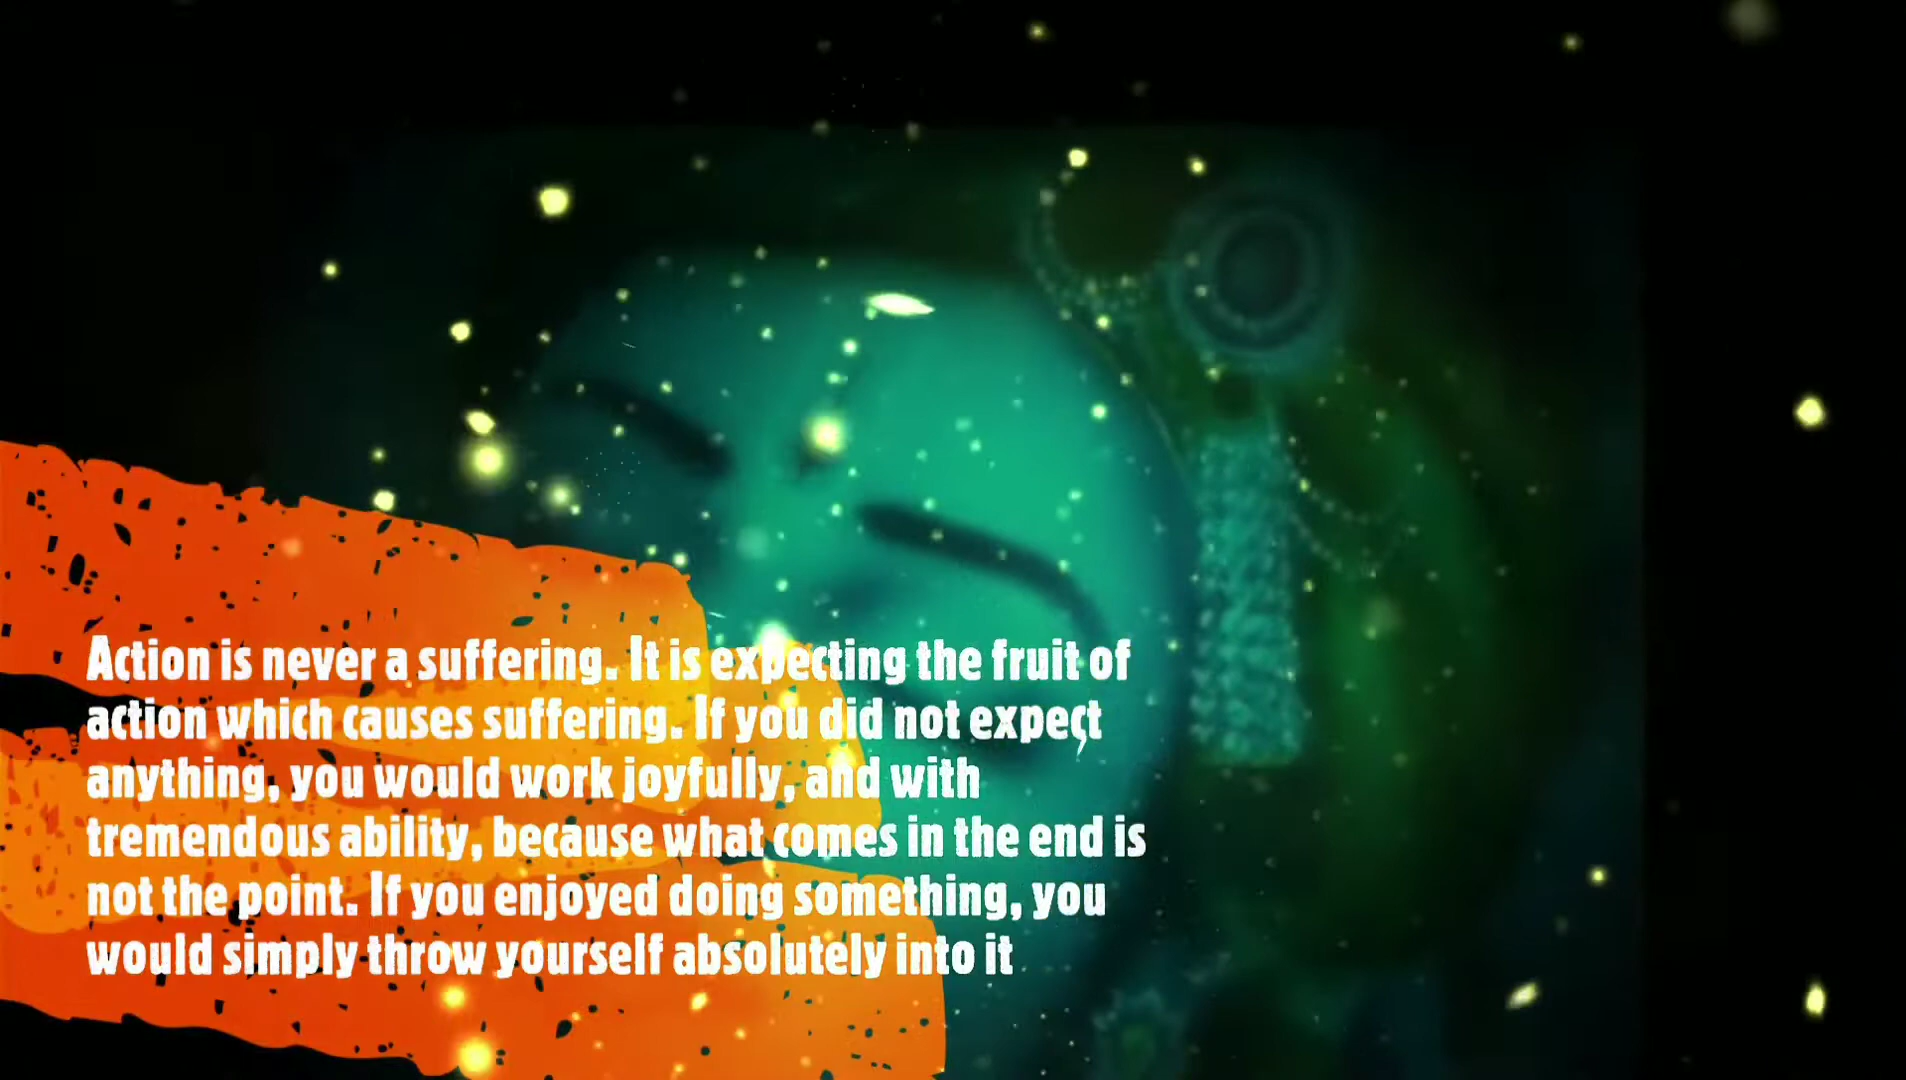 Action is never a suffering. It is expecting the fruit of
action which causes suffering. If you did not expect
anything, you would work joyfully, and with
tremendous ability, because what comes in the end is
not the point. If you enjoyed doing something, you
would simply throw yourself absolutely into it